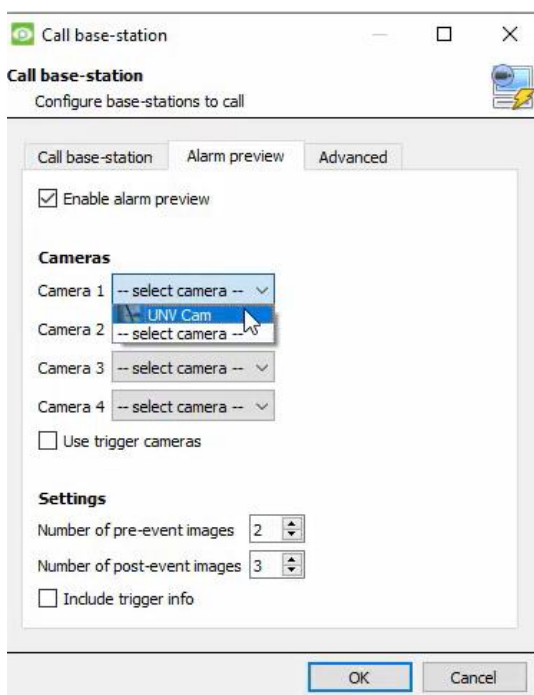 Call base-station
Call base-station
Configure base-stations to call
Call base-station Alarm preview Advanced
Enable alarm preview
Cameras
Camera 1 -- select camera --
UNV Cam
Camera 2 -- select camera --
Camera 3 -- select camera --
Camera 4 -- select camera --
Use trigger cameras
Settings
Number of pre-event images 2
Number of post-event images 3
Include trigger info
OK Cancel